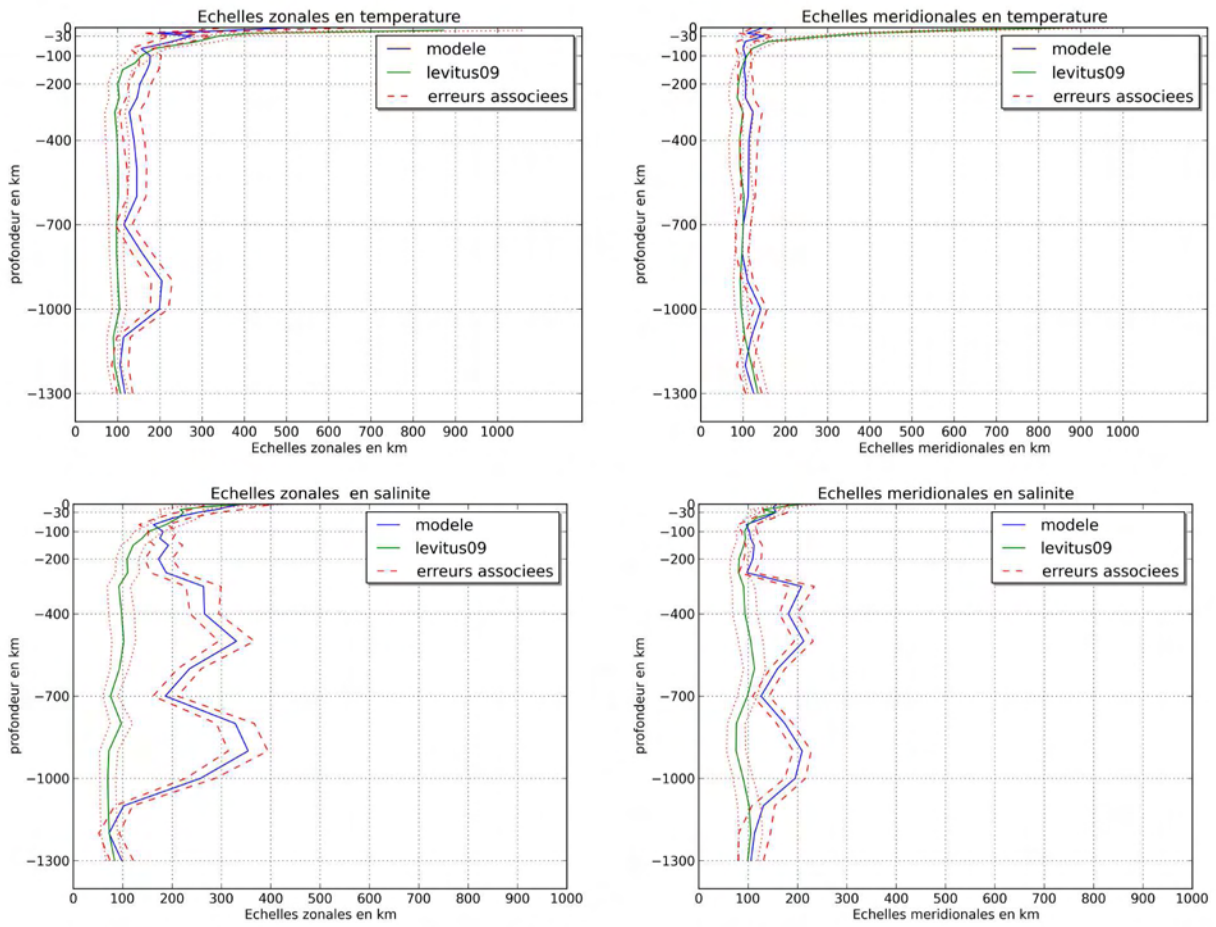 Echelles zonales en temperature
0
−30
−100
−200
−400
−700
−1000
−1300
profondeur en km
modele
levitus09
erreurs associees
0 100 200 300 400 500 600 700 800 900 1000
Echelles zonales en km
Echelles meridionales en temperature
0
−30
−100
−200
−400
−700
−1000
−1300
profondeur en km
modele
levitus09
erreurs associees
0 100 200 300 400 500 600 700 800 900 1000
Echelles meridionales en km
Echelles zonales en salinite
0
−30
−100
−200
−400
−700
−1000
−1300
profondeur en km
modele
levitus09
erreurs associees
0 100 200 300 400 500 600 700 800 900 1000
Echelles zonales en km
Echelles meridionales en salinite
0
−30
−100
−200
−400
−700
−1000
−1300
profondeur en km
modele
levitus09
erreurs associees
0 100 200 300 400 500 600 700 800 900 1000
Echelles meridionales en km